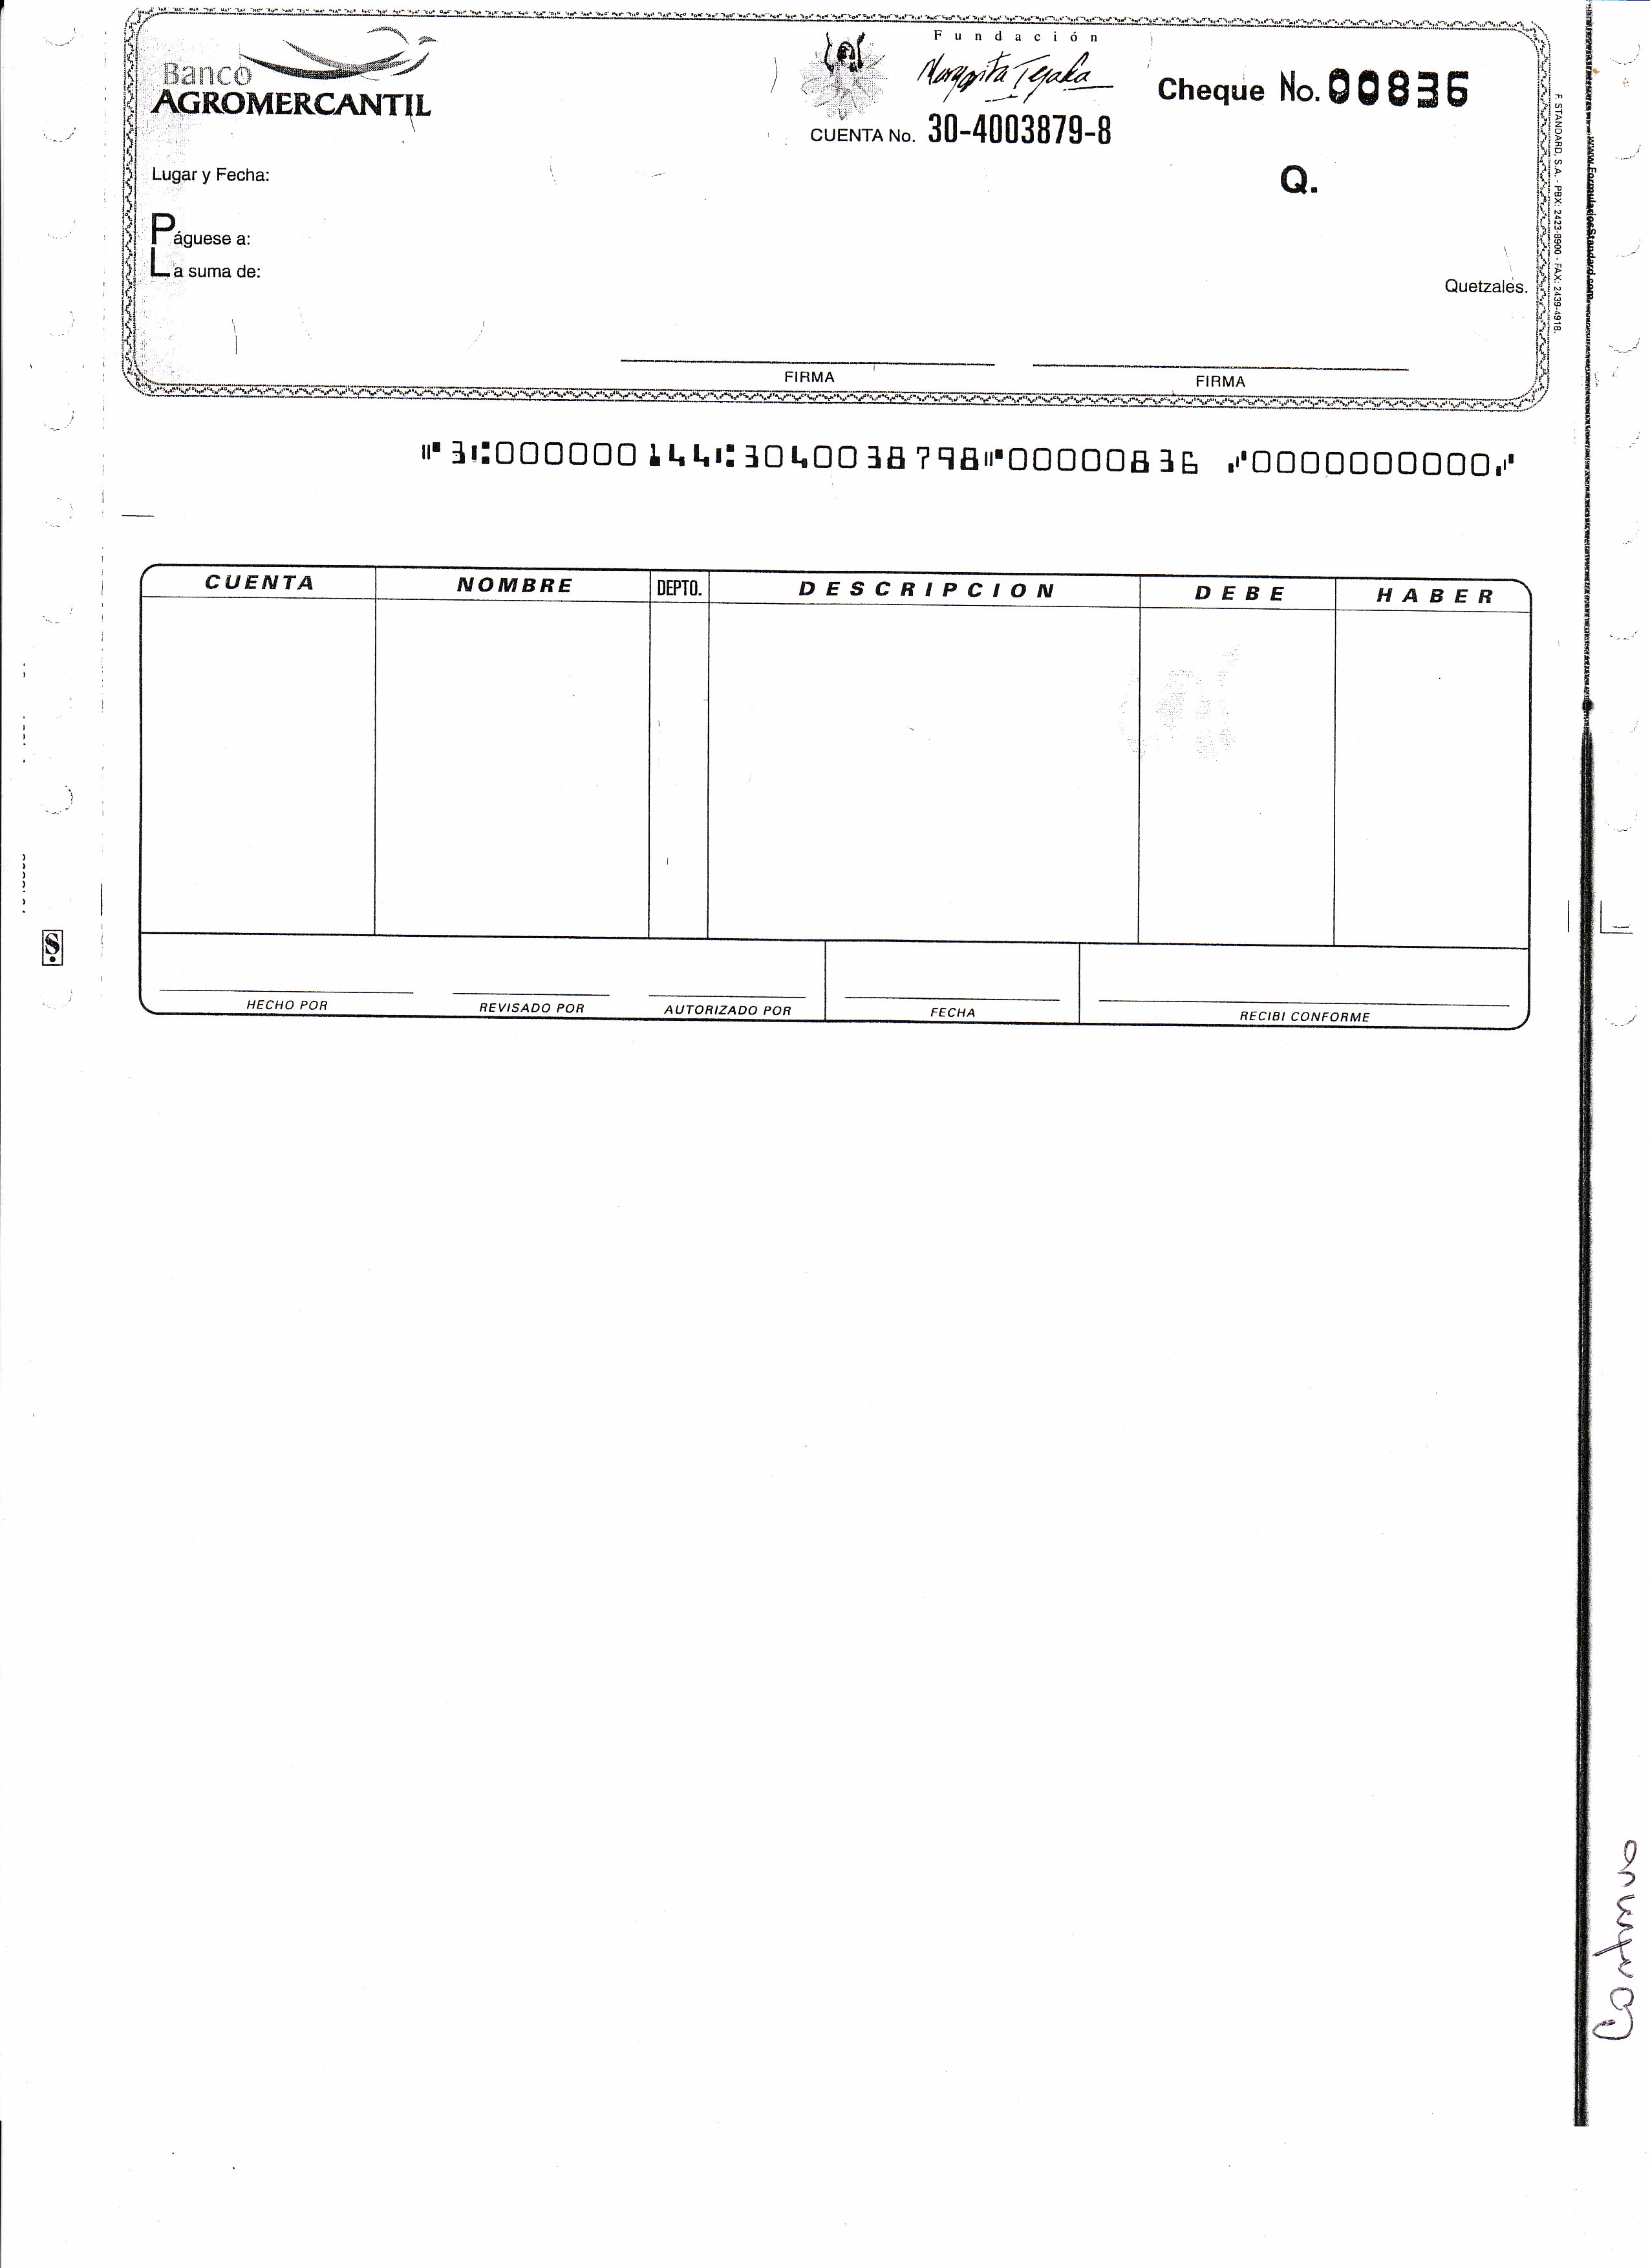 Fundación
Banco
AGROMERCANTIL
Margarita Tejada
Cheque No. 00836
CUENTA No. 30-4003879-8
Lugar y Fecha:
Q.
Páguese a:
La suma de:
Quetzales.
FIRMA
FIRMA
F. STANDARD, S.A. - PBX: 2423-8900 - FAX: 2439-4918.
www.FormulariosStandard.com
⑈31⑆000000144⑆3040038798⑈00000836 ⑇0000000000⑇
CUENTA NOMBRE DEPTO. DESCRIPCION DEBE HABER
HECHO POR REVISADO POR AUTORIZADO POR FECHA RECIBI CONFORME
S
Continuo